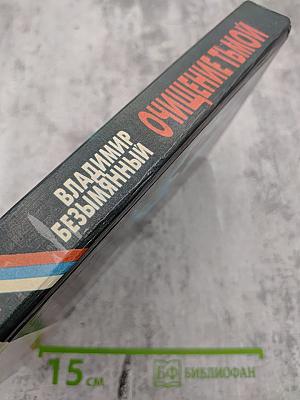 ВЛАДИМИР
БЕЗЫМЯННЫЙ
ОЧИЩЕНИЕ ТЬМОЙ
15 см
БФ БИБЛИОФАН